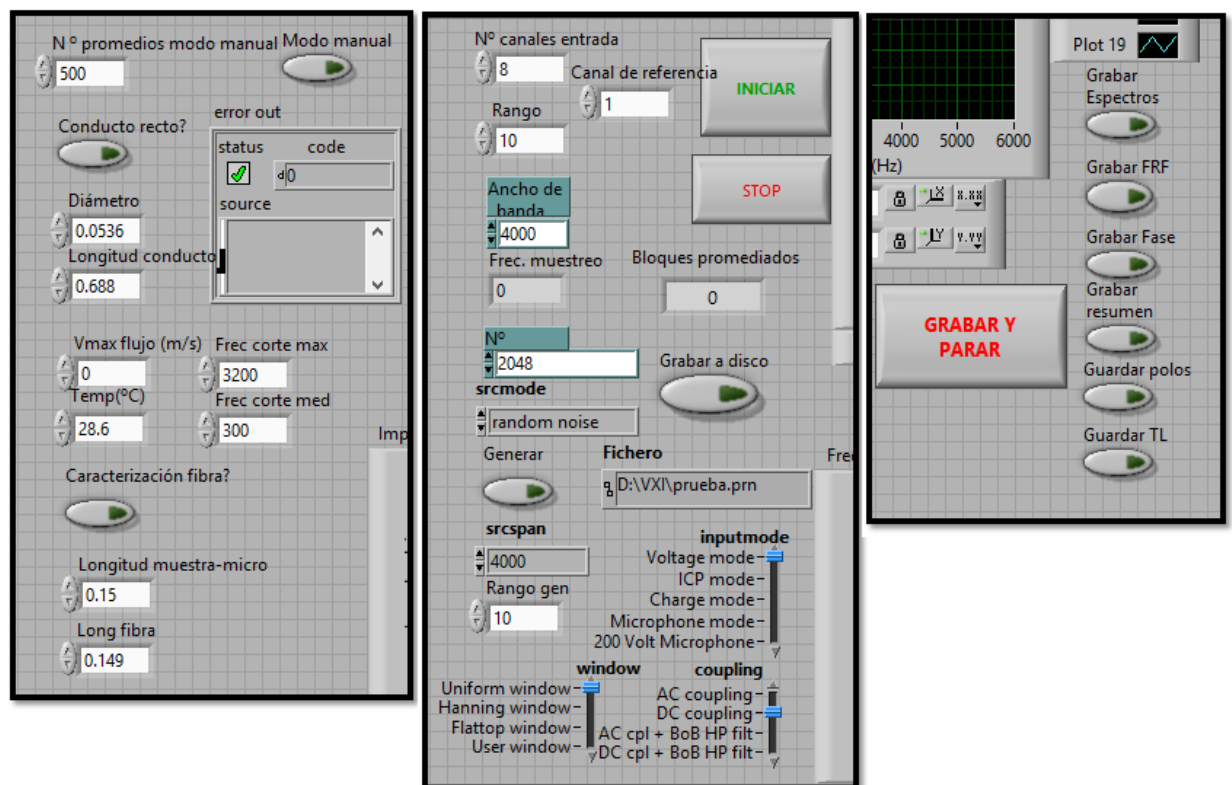 N º promedios modo manual
Modo manual
500
Conducto recto?
error out
status
code
d0
source
Diámetro
0.0536
Longitud conducto
0.688
Vmax flujo (m/s)
Frec corte max
0
3200
Temp(ºC)
Frec corte med
28.6
300
Imp
Caracterización fibra?
Longitud muestra-micro
0.15
Long fibra
0.149
Nº canales entrada
8
Canal de referencia
1
INICIAR
Rango
10
STOP
Ancho de
banda
4000
Frec. muestreo
Bloques promediados
0
0
Nº
2048
Grabar a disco
srcmode
random noise
Generar
Fichero
Fre
D:\VXI\prueba.prn
srcspan
4000
Rango gen
10
inputmode
Voltage mode
ICP mode
Charge mode
Microphone mode
200 Volt Microphone
window
Uniform window
Hanning window
Flattop window
User window
coupling
AC coupling
DC coupling
AC cpl + BoB HP filt
DC cpl + BoB HP filt
Plot 19
Grabar
Espectros
4000 5000 6000
(Hz)
Grabar FRF
X.XX
Grabar Fase
Y.YY
Grabar
resumen
GRABAR Y
PARAR
Guardar polos
Guardar TL